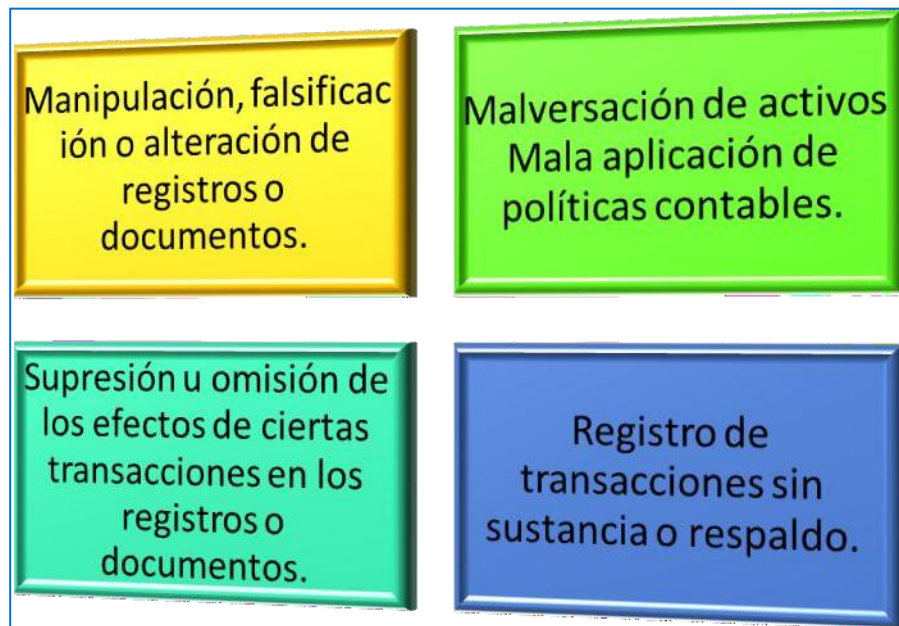 Manipulación, falsificac
ión o alteración de
registros o
documentos.
Malversación de activos
Mala aplicación de
políticas contables.
Supresión u omisión de
los efectos de ciertas
transacciones en los
registros o
documentos.
Registro de
transacciones sin
sustancia o respaldo.